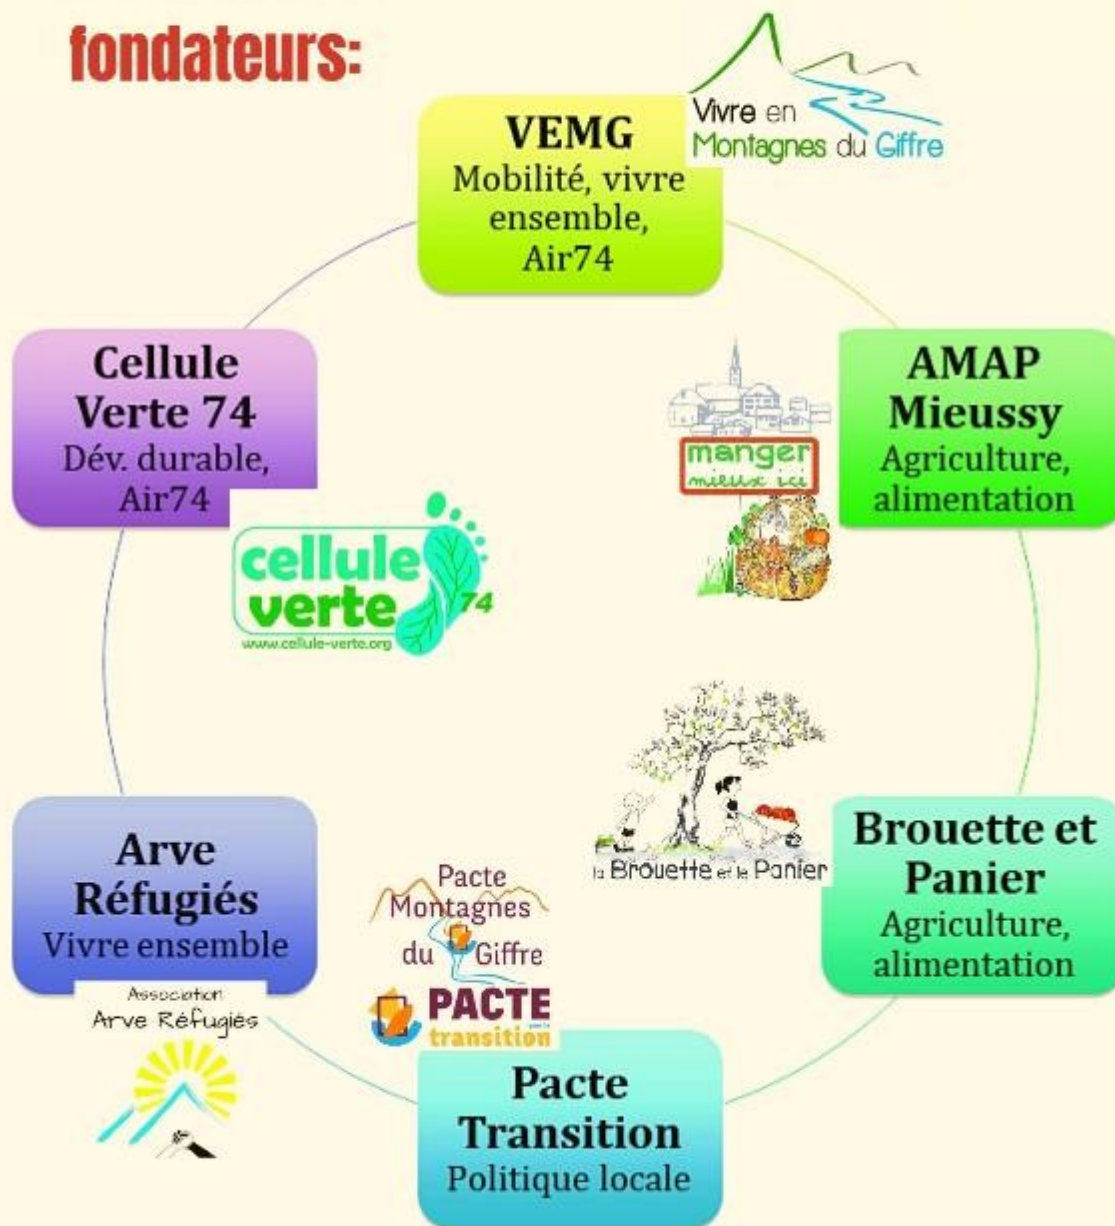 fondateurs:
VEMG
Mobilité, vivre
ensemble,
Air74
Vivre en
Montagnes du Giffre
AMAP
Mieussy
Agriculture,
alimentation
manger
mieux ici
Brouette et
Panier
Agriculture,
alimentation
la Brouette et le Panier
Pacte
Transition
Politique locale
Pacte
Montagnes
du Giffre
PACTE
transition
Arve
Réfugiés
Vivre ensemble
Association
Arve Réfugiés
Cellule
Verte 74
Dév. durable,
Air74
cellule
verte 74
www.cellule-verte.org